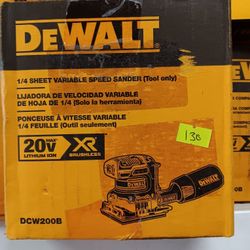 DEWALT
1/4 SHEET VARIABLE SPEED SANDER (Tool only)
LIJADORA DE VELOCIDAD VARIABLE
DE HOJA DE 1/4 (Solo la herramienta)
PONCEUSE À VITESSE VARIABLE
1/4 FEUILLE (Outil seulement)
130
20V MAX
LITHIUM ION
XR
BRUSHLESS
DEWALT
DCW200B